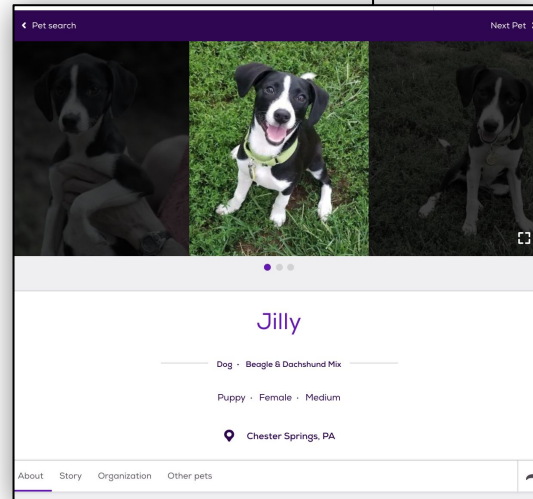 Pet search
Next Pet
Jilly
Dog · Beagle & Dachshund Mix
Puppy · Female · Medium
Chester Springs, PA
About Story Organization Other pets